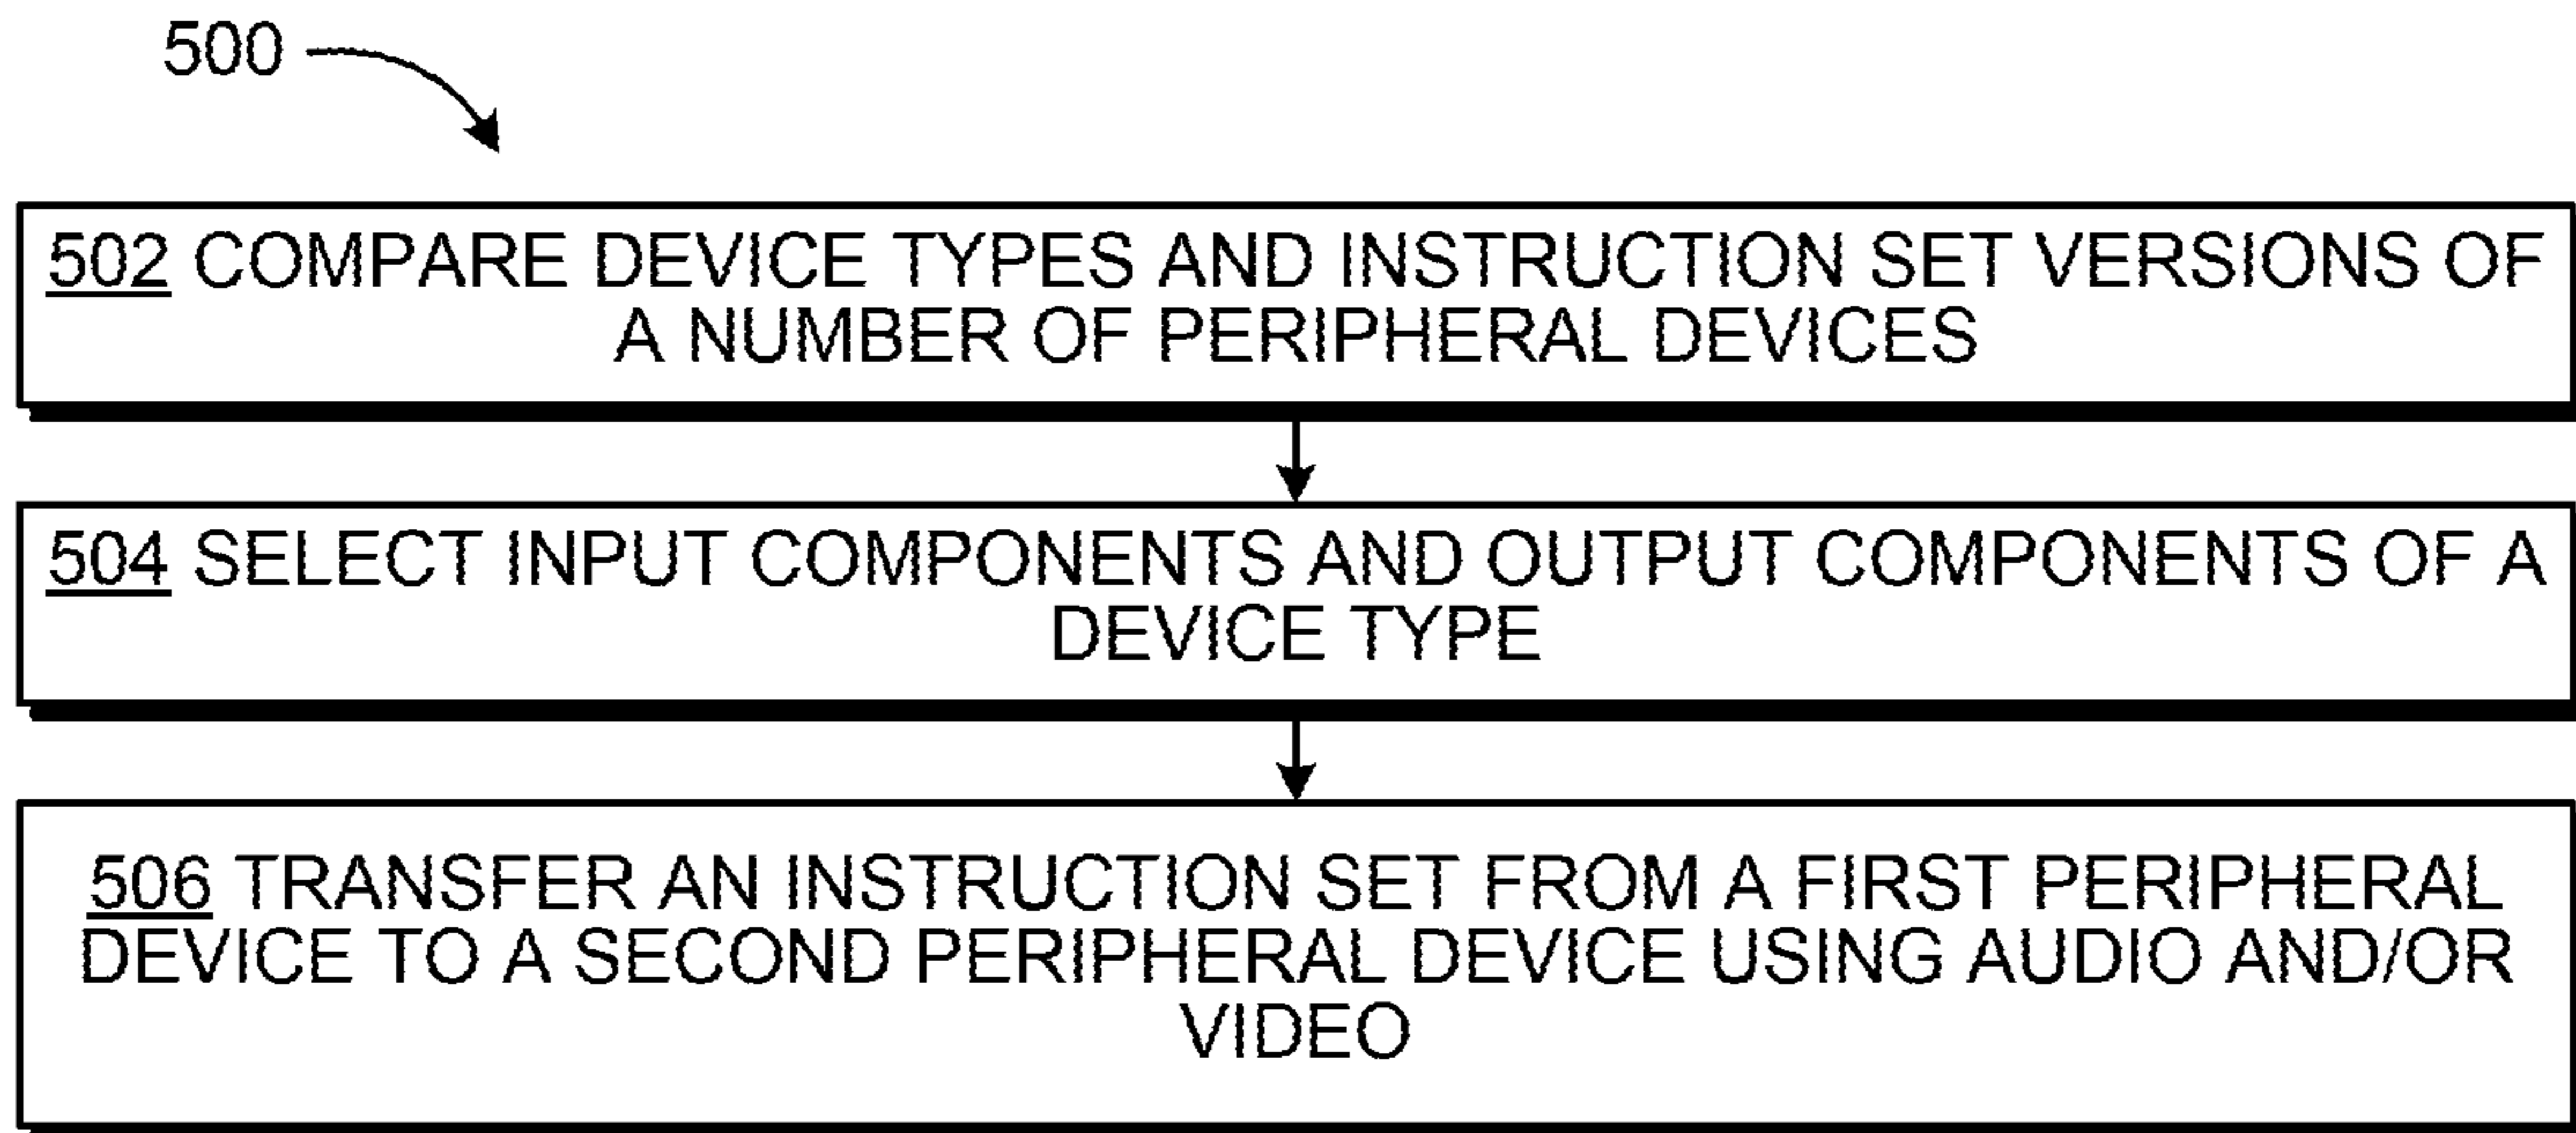 500
502 COMPARE DEVICE TYPES AND INSTRUCTION SET VERSIONS OF
A NUMBER OF PERIPHERAL DEVICES
504 SELECT INPUT COMPONENTS AND OUTPUT COMPONENTS OF A
DEVICE TYPE
506 TRANSFER AN INSTRUCTION SET FROM A FIRST PERIPHERAL
DEVICE TO A SECOND PERIPHERAL DEVICE USING AUDIO AND/OR
VIDEO